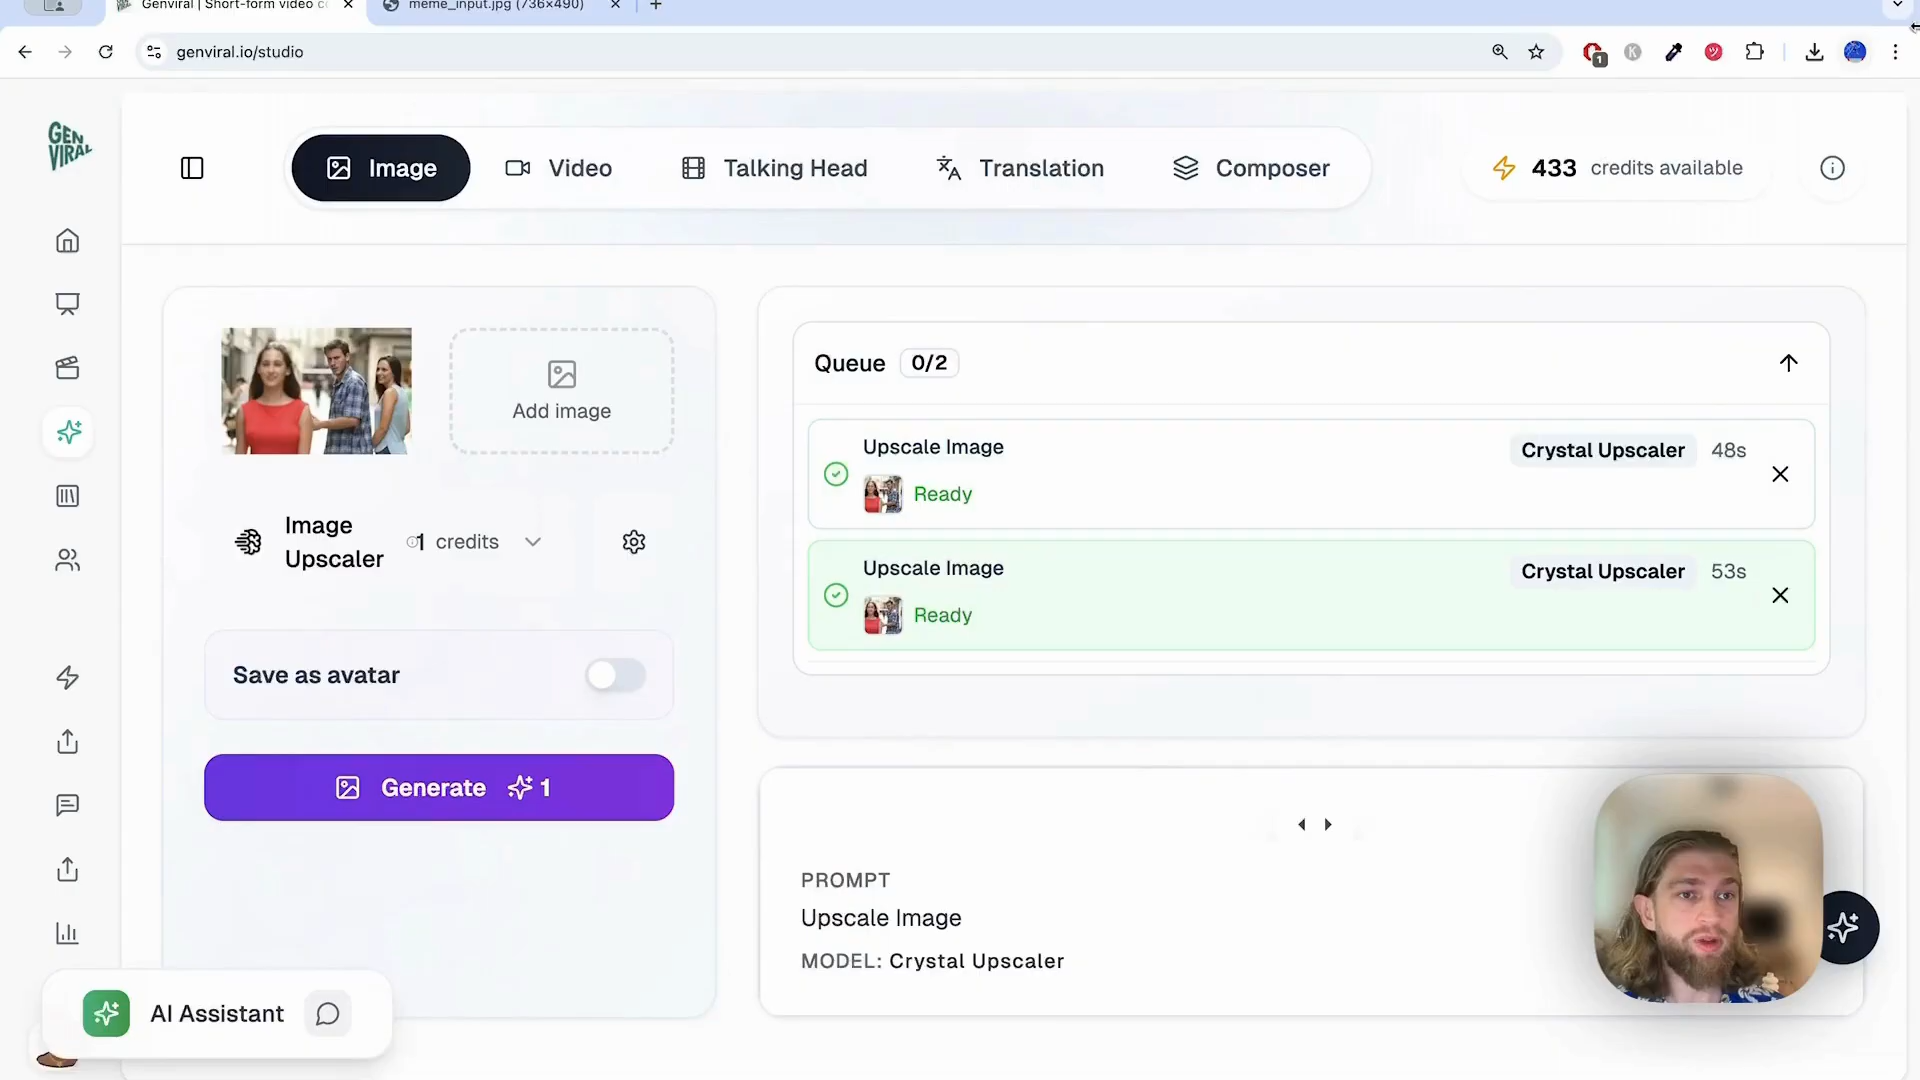 Genviral | Short-form video c
meme_input.jpg (736×490)
genviral.io/studio
1
GEN
VIRAL
Image
Video
Talking Head
Translation
Composer
433 credits available
Add image
Image
Upscaler
1 credits
Save as avatar
Generate 1
Queue 0/2
Upscale Image
Crystal Upscaler 48s
Ready
Upscale Image
Crystal Upscaler 53s
Ready
PROMPT
Upscale Image
MODEL: Crystal Upscaler
AI Assistant